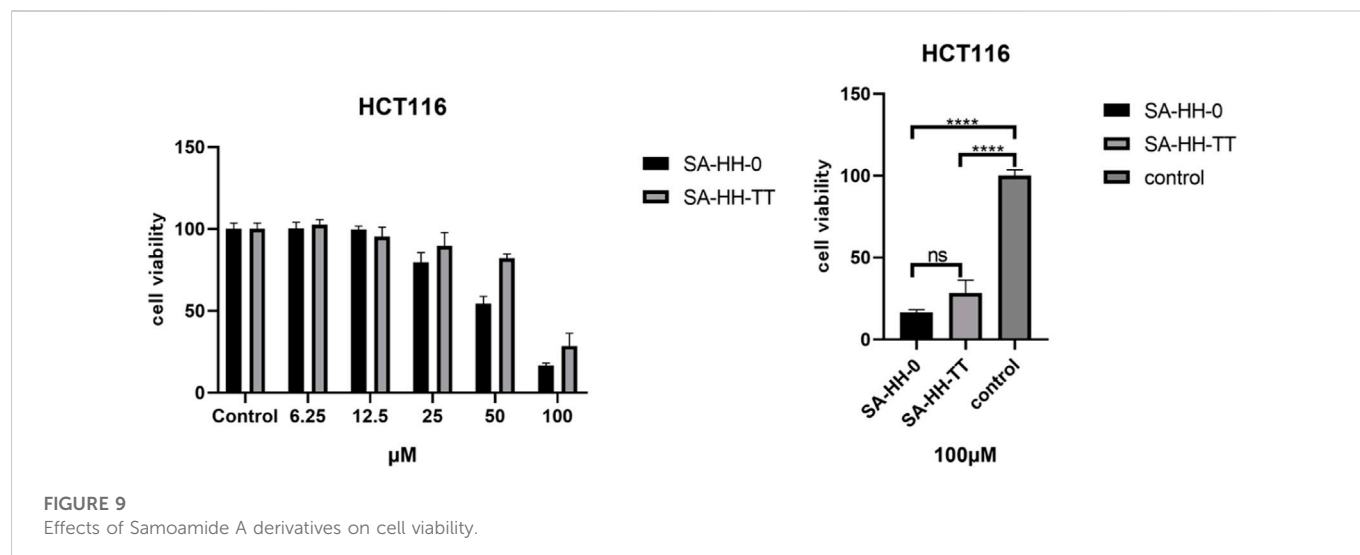 HCT116
150
100
50
0
cell viability
Control 6.25 12.5 25 50 100
µM
SA-HH-0
SA-HH-TT
HCT116
150
100
50
0
cell viability
****
****
ns
SA-HH-0
SA-HH-TT
control
100µM
SA-HH-0
SA-HH-TT
control
FIGURE 9
Effects of Samoamide A derivatives on cell viability.